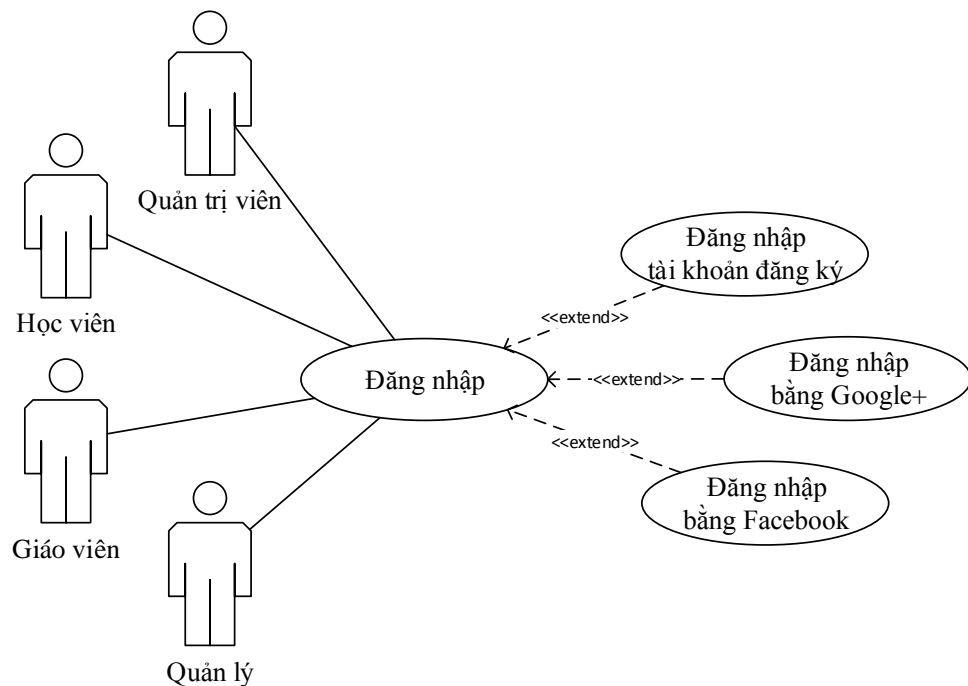 Quản trị viên
Học viên
Giáo viên
Quản lý
Đăng nhập
<<extend>>
<<extend>>
<<extend>>
Đăng nhập
tài khoản đăng ký
Đăng nhập
bằng Google+
Đăng nhập
bằng Facebook